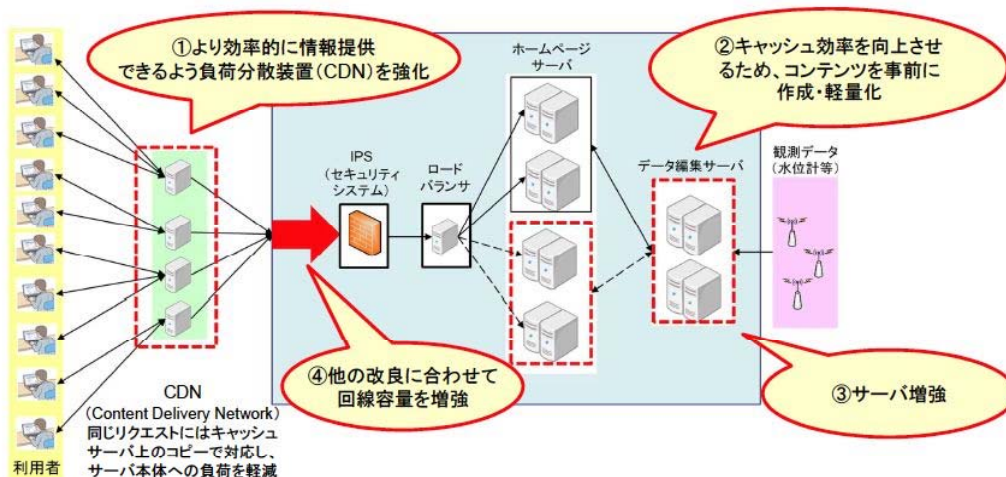 ①より効率的に情報提供
できるよう負荷分散装置(CDN)を強化
ホームページ
サーバ
②キャッシュ効率を向上させ
るため、コンテンツを事前に
作成・軽量化
IPS
(セキュリティ
システム)
ロード
バランサ
データ編集サーバ
観測データ
(水位計等)
④他の改良に合わせて
回線容量を増強
③サーバ増強
CDN
(Content Delivery Network)
同じリクエストにはキャッシュ
サーバ上のコピーで対応し、
サーバ本体への負荷を軽減
利用者